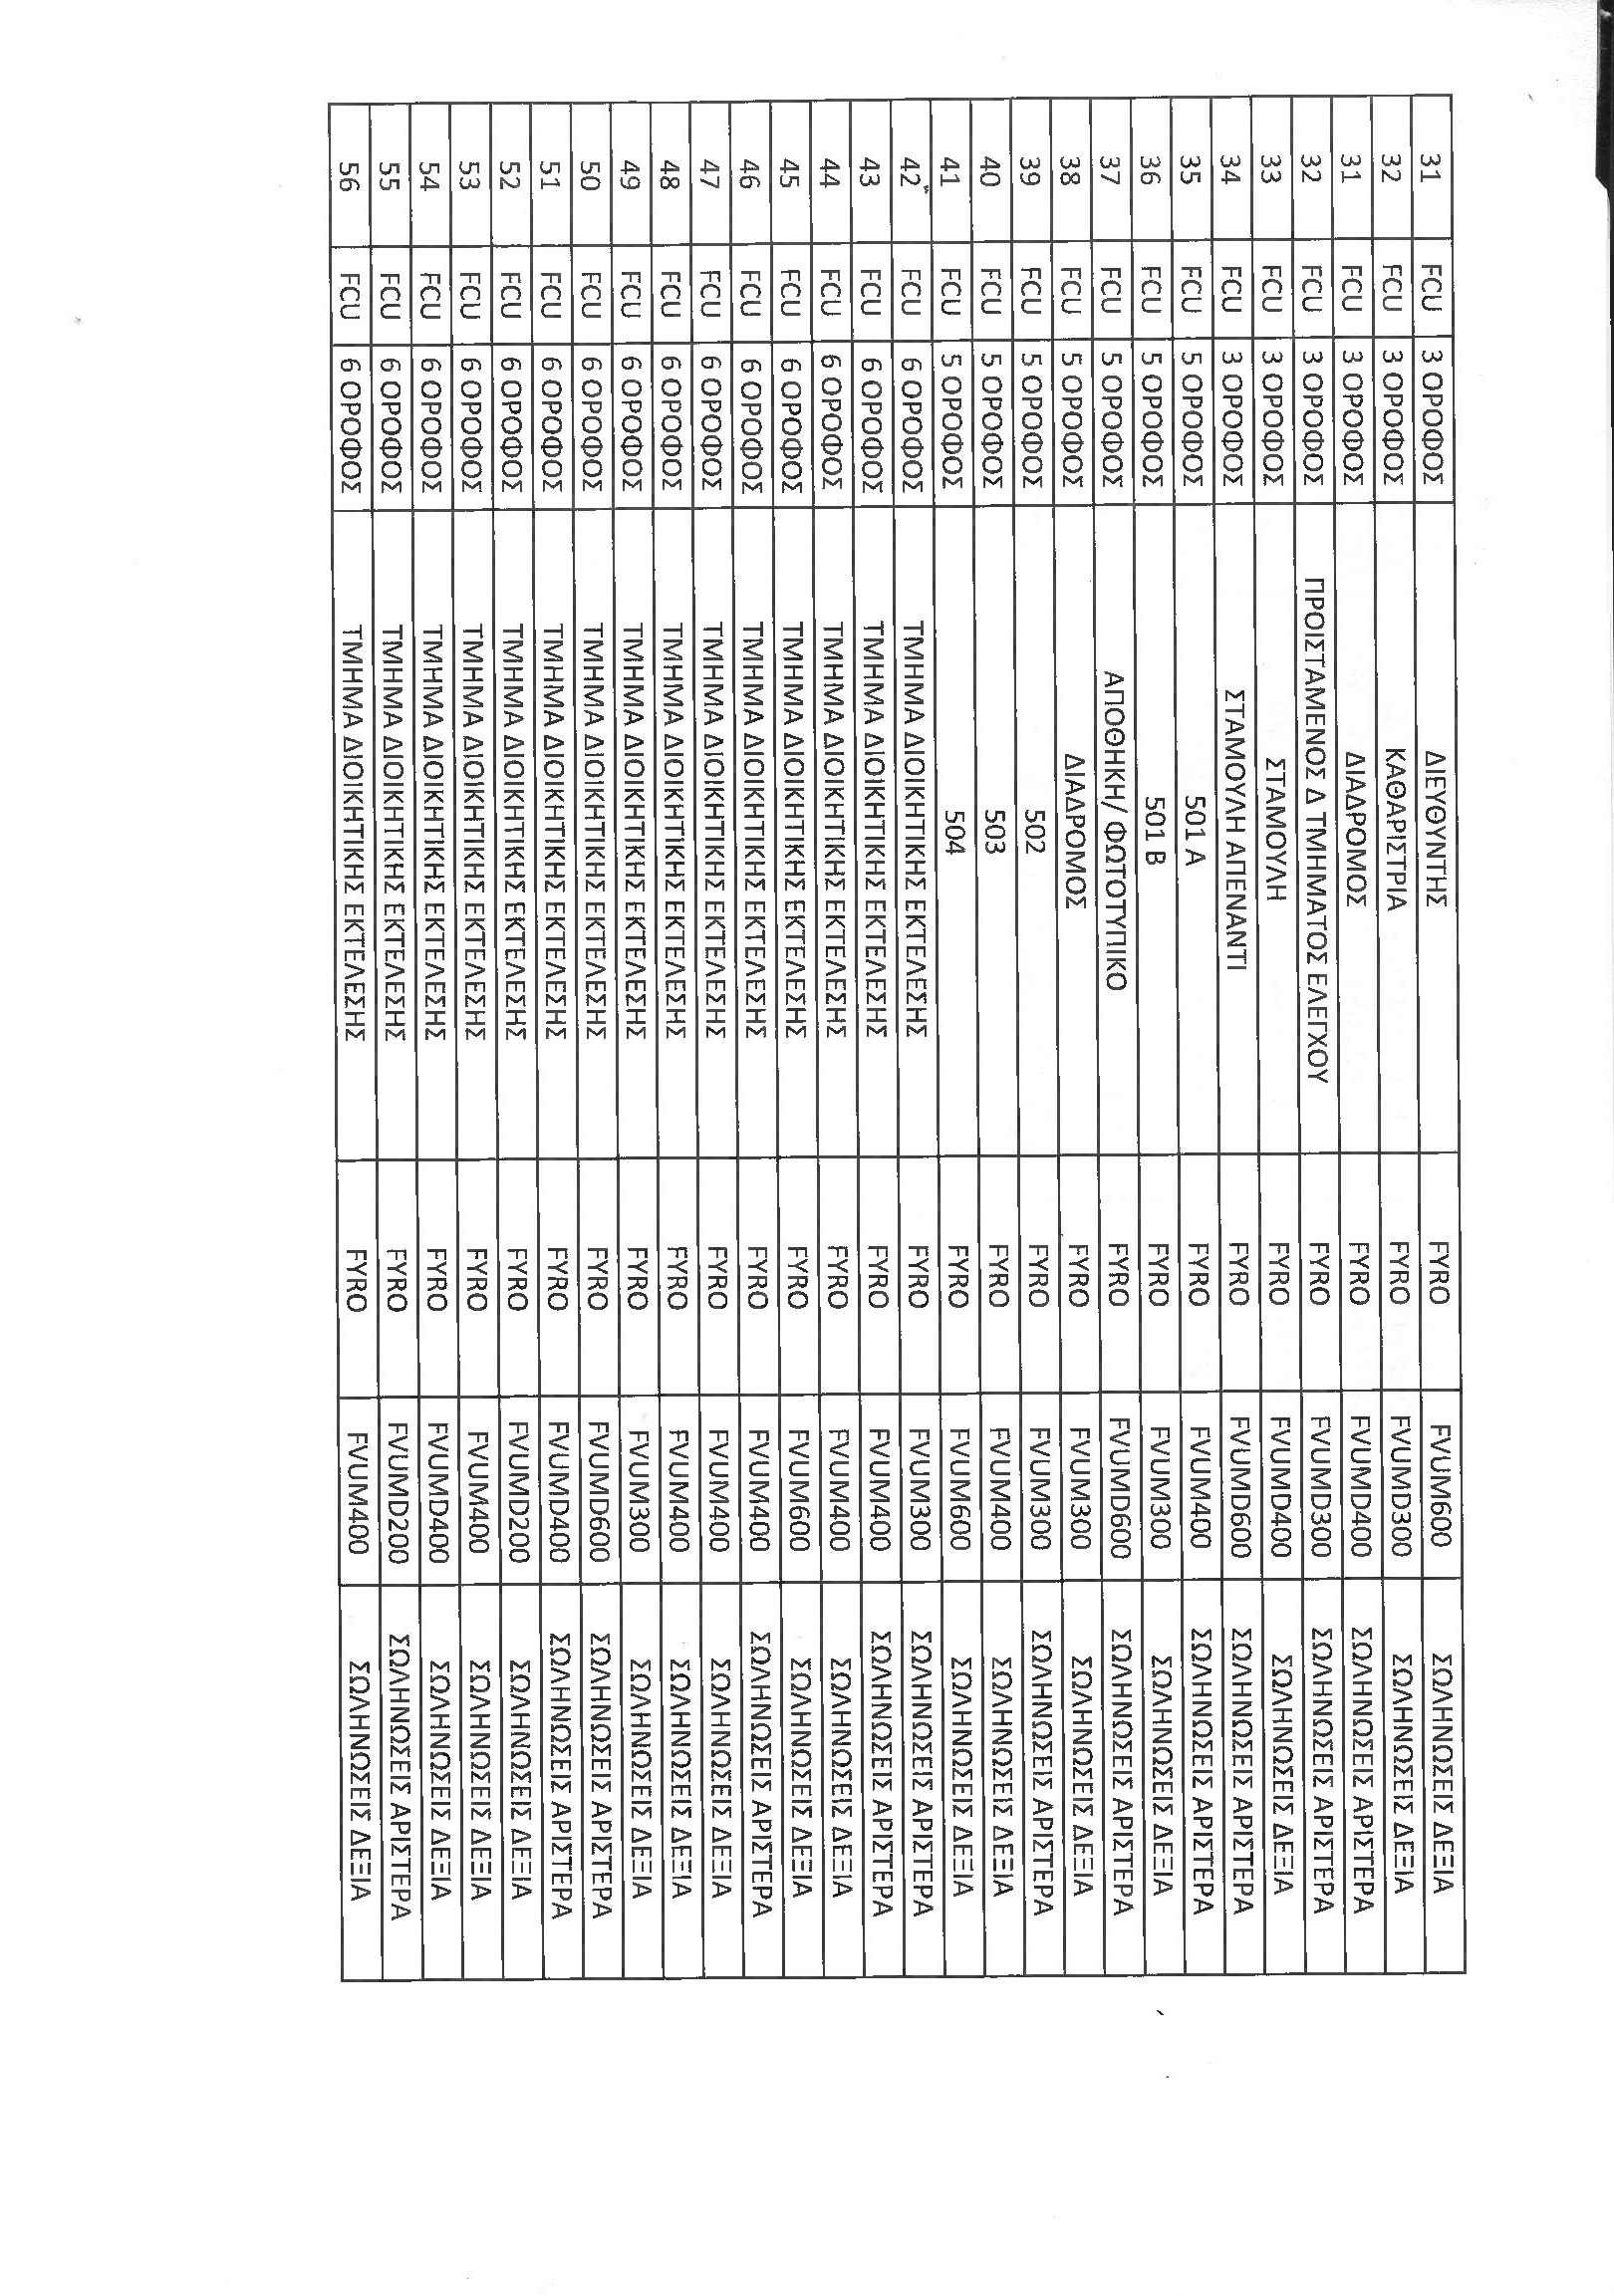 31 FCU 3 ΟΡΟΦΟΣ ΔΙΕΥΘΥΝΤΗΣ FYRO FVUM600 ΣΩΛΗΝΩΣΕΙΣ ΔΕΞΙΑ
32 FCU 3 ΟΡΟΦΟΣ ΚΑΘΑΡΙΣΤΡΙΑ FYRO FVUMD300 ΣΩΛΗΝΩΣΕΙΣ ΔΕΞΙΑ
31 FCU 3 ΟΡΟΦΟΣ ΔΙΑΔΡΟΜΟΣ FYRO FVUMD400 ΣΩΛΗΝΩΣΕΙΣ ΑΡΙΣΤΕΡΑ
32 FCU 3 ΟΡΟΦΟΣ ΠΡΟΙΣΤΑΜΕΝΟΣ Δ ΤΜΗΜΑΤΟΣ ΕΛΕΓΧΟΥ FYRO FVUMD300 ΣΩΛΗΝΩΣΕΙΣ ΑΡΙΣΤΕΡΑ
33 FCU 3 ΟΡΟΦΟΣ ΣΤΑΜΟΥΛΗ FYRO FVUMD400 ΣΩΛΗΝΩΣΕΙΣ ΔΕΞΙΑ
34 FCU 3 ΟΡΟΦΟΣ ΣΤΑΜΟΥΛΗ ΑΠΕΝΑΝΤΙ FYRO FVUMD600 ΣΩΛΗΝΩΣΕΙΣ ΑΡΙΣΤΕΡΑ
35 FCU 5 ΟΡΟΦΟΣ 501 Α FYRO FVUM400 ΣΩΛΗΝΩΣΕΙΣ ΑΡΙΣΤΕΡΑ
36 FCU 5 ΟΡΟΦΟΣ 501 Β FYRO FVUM300 ΣΩΛΗΝΩΣΕΙΣ ΔΕΞΙΑ
37 FCU 5 ΟΡΟΦΟΣ ΑΠΟΘΗΚΗ/ ΦΩΤΟΤΥΠΙΚΟ FYRO FVUMD600 ΣΩΛΗΝΩΣΕΙΣ ΑΡΙΣΤΕΡΑ
38 FCU 5 ΟΡΟΦΟΣ ΔΙΑΔΡΟΜΟΣ FYRO FVUM300 ΣΩΛΗΝΩΣΕΙΣ ΔΕΞΙΑ
39 FCU 5 ΟΡΟΦΟΣ 502 FYRO FVUM300 ΣΩΛΗΝΩΣΕΙΣ ΑΡΙΣΤΕΡΑ
40 FCU 5 ΟΡΟΦΟΣ 503 FYRO FVUM400 ΣΩΛΗΝΩΣΕΙΣ ΔΕΞΙΑ
41 FCU 5 ΟΡΟΦΟΣ 504 FYRO FVUM600 ΣΩΛΗΝΩΣΕΙΣ ΔΕΞΙΑ
42 FCU 6 ΟΡΟΦΟΣ ΤΜΗΜΑ ΔΙΟΙΚΗΤΙΚΗΣ ΕΚΤΕΛΕΣΗΣ FYRO FVUM300 ΣΩΛΗΝΩΣΕΙΣ ΑΡΙΣΤΕΡΑ
43 FCU 6 ΟΡΟΦΟΣ ΤΜΗΜΑ ΔΙΟΙΚΗΤΙΚΗΣ ΕΚΤΕΛΕΣΗΣ FYRO FVUM400 ΣΩΛΗΝΩΣΕΙΣ ΑΡΙΣΤΕΡΑ
44 FCU 6 ΟΡΟΦΟΣ ΤΜΗΜΑ ΔΙΟΙΚΗΤΙΚΗΣ ΕΚΤΕΛΕΣΗΣ FYRO FVUM400 ΣΩΛΗΝΩΣΕΙΣ ΔΕΞΙΑ
45 FCU 6 ΟΡΟΦΟΣ ΤΜΗΜΑ ΔΙΟΙΚΗΤΙΚΗΣ ΕΚΤΕΛΕΣΗΣ FYRO FVUM600 ΣΩΛΗΝΩΣΕΙΣ ΔΕΞΙΑ
46 FCU 6 ΟΡΟΦΟΣ ΤΜΗΜΑ ΔΙΟΙΚΗΤΙΚΗΣ ΕΚΤΕΛΕΣΗΣ FYRO FVUM400 ΣΩΛΗΝΩΣΕΙΣ ΑΡΙΣΤΕΡΑ
47 FCU 6 ΟΡΟΦΟΣ ΤΜΗΜΑ ΔΙΟΙΚΗΤΙΚΗΣ ΕΚΤΕΛΕΣΗΣ FYRO FVUM400 ΣΩΛΗΝΩΣΕΙΣ ΔΕΞΙΑ
48 FCU 6 ΟΡΟΦΟΣ ΤΜΗΜΑ ΔΙΟΙΚΗΤΙΚΗΣ ΕΚΤΕΛΕΣΗΣ FYRO FVUM400 ΣΩΛΗΝΩΣΕΙΣ ΔΕΞΙΑ
49 FCU 6 ΟΡΟΦΟΣ ΤΜΗΜΑ ΔΙΟΙΚΗΤΙΚΗΣ ΕΚΤΕΛΕΣΗΣ FYRO FVUM300 ΣΩΛΗΝΩΣΕΙΣ ΔΕΞΙΑ
50 FCU 6 ΟΡΟΦΟΣ ΤΜΗΜΑ ΔΙΟΙΚΗΤΙΚΗΣ ΕΚΤΕΛΕΣΗΣ FYRO FVUMD600 ΣΩΛΗΝΩΣΕΙΣ ΑΡΙΣΤΕΡΑ
51 FCU 6 ΟΡΟΦΟΣ ΤΜΗΜΑ ΔΙΟΙΚΗΤΙΚΗΣ ΕΚΤΕΛΕΣΗΣ FYRO FVUMD400 ΣΩΛΗΝΩΣΕΙΣ ΑΡΙΣΤΕΡΑ
52 FCU 6 ΟΡΟΦΟΣ ΤΜΗΜΑ ΔΙΟΙΚΗΤΙΚΗΣ ΕΚΤΕΛΕΣΗΣ FYRO FVUMD200 ΣΩΛΗΝΩΣΕΙΣ ΔΕΞΙΑ
53 FCU 6 ΟΡΟΦΟΣ ΤΜΗΜΑ ΔΙΟΙΚΗΤΙΚΗΣ ΕΚΤΕΛΕΣΗΣ FYRO FVUM400 ΣΩΛΗΝΩΣΕΙΣ ΔΕΞΙΑ
54 FCU 6 ΟΡΟΦΟΣ ΤΜΗΜΑ ΔΙΟΙΚΗΤΙΚΗΣ ΕΚΤΕΛΕΣΗΣ FYRO FVUMD400 ΣΩΛΗΝΩΣΕΙΣ ΔΕΞΙΑ
55 FCU 6 ΟΡΟΦΟΣ ΤΜΗΜΑ ΔΙΟΙΚΗΤΙΚΗΣ ΕΚΤΕΛΕΣΗΣ FYRO FVUMD200 ΣΩΛΗΝΩΣΕΙΣ ΑΡΙΣΤΕΡΑ
56 FCU 6 ΟΡΟΦΟΣ ΤΜΗΜΑ ΔΙΟΙΚΗΤΙΚΗΣ ΕΚΤΕΛΕΣΗΣ FYRO FVUM400 ΣΩΛΗΝΩΣΕΙΣ ΔΕΞΙΑ